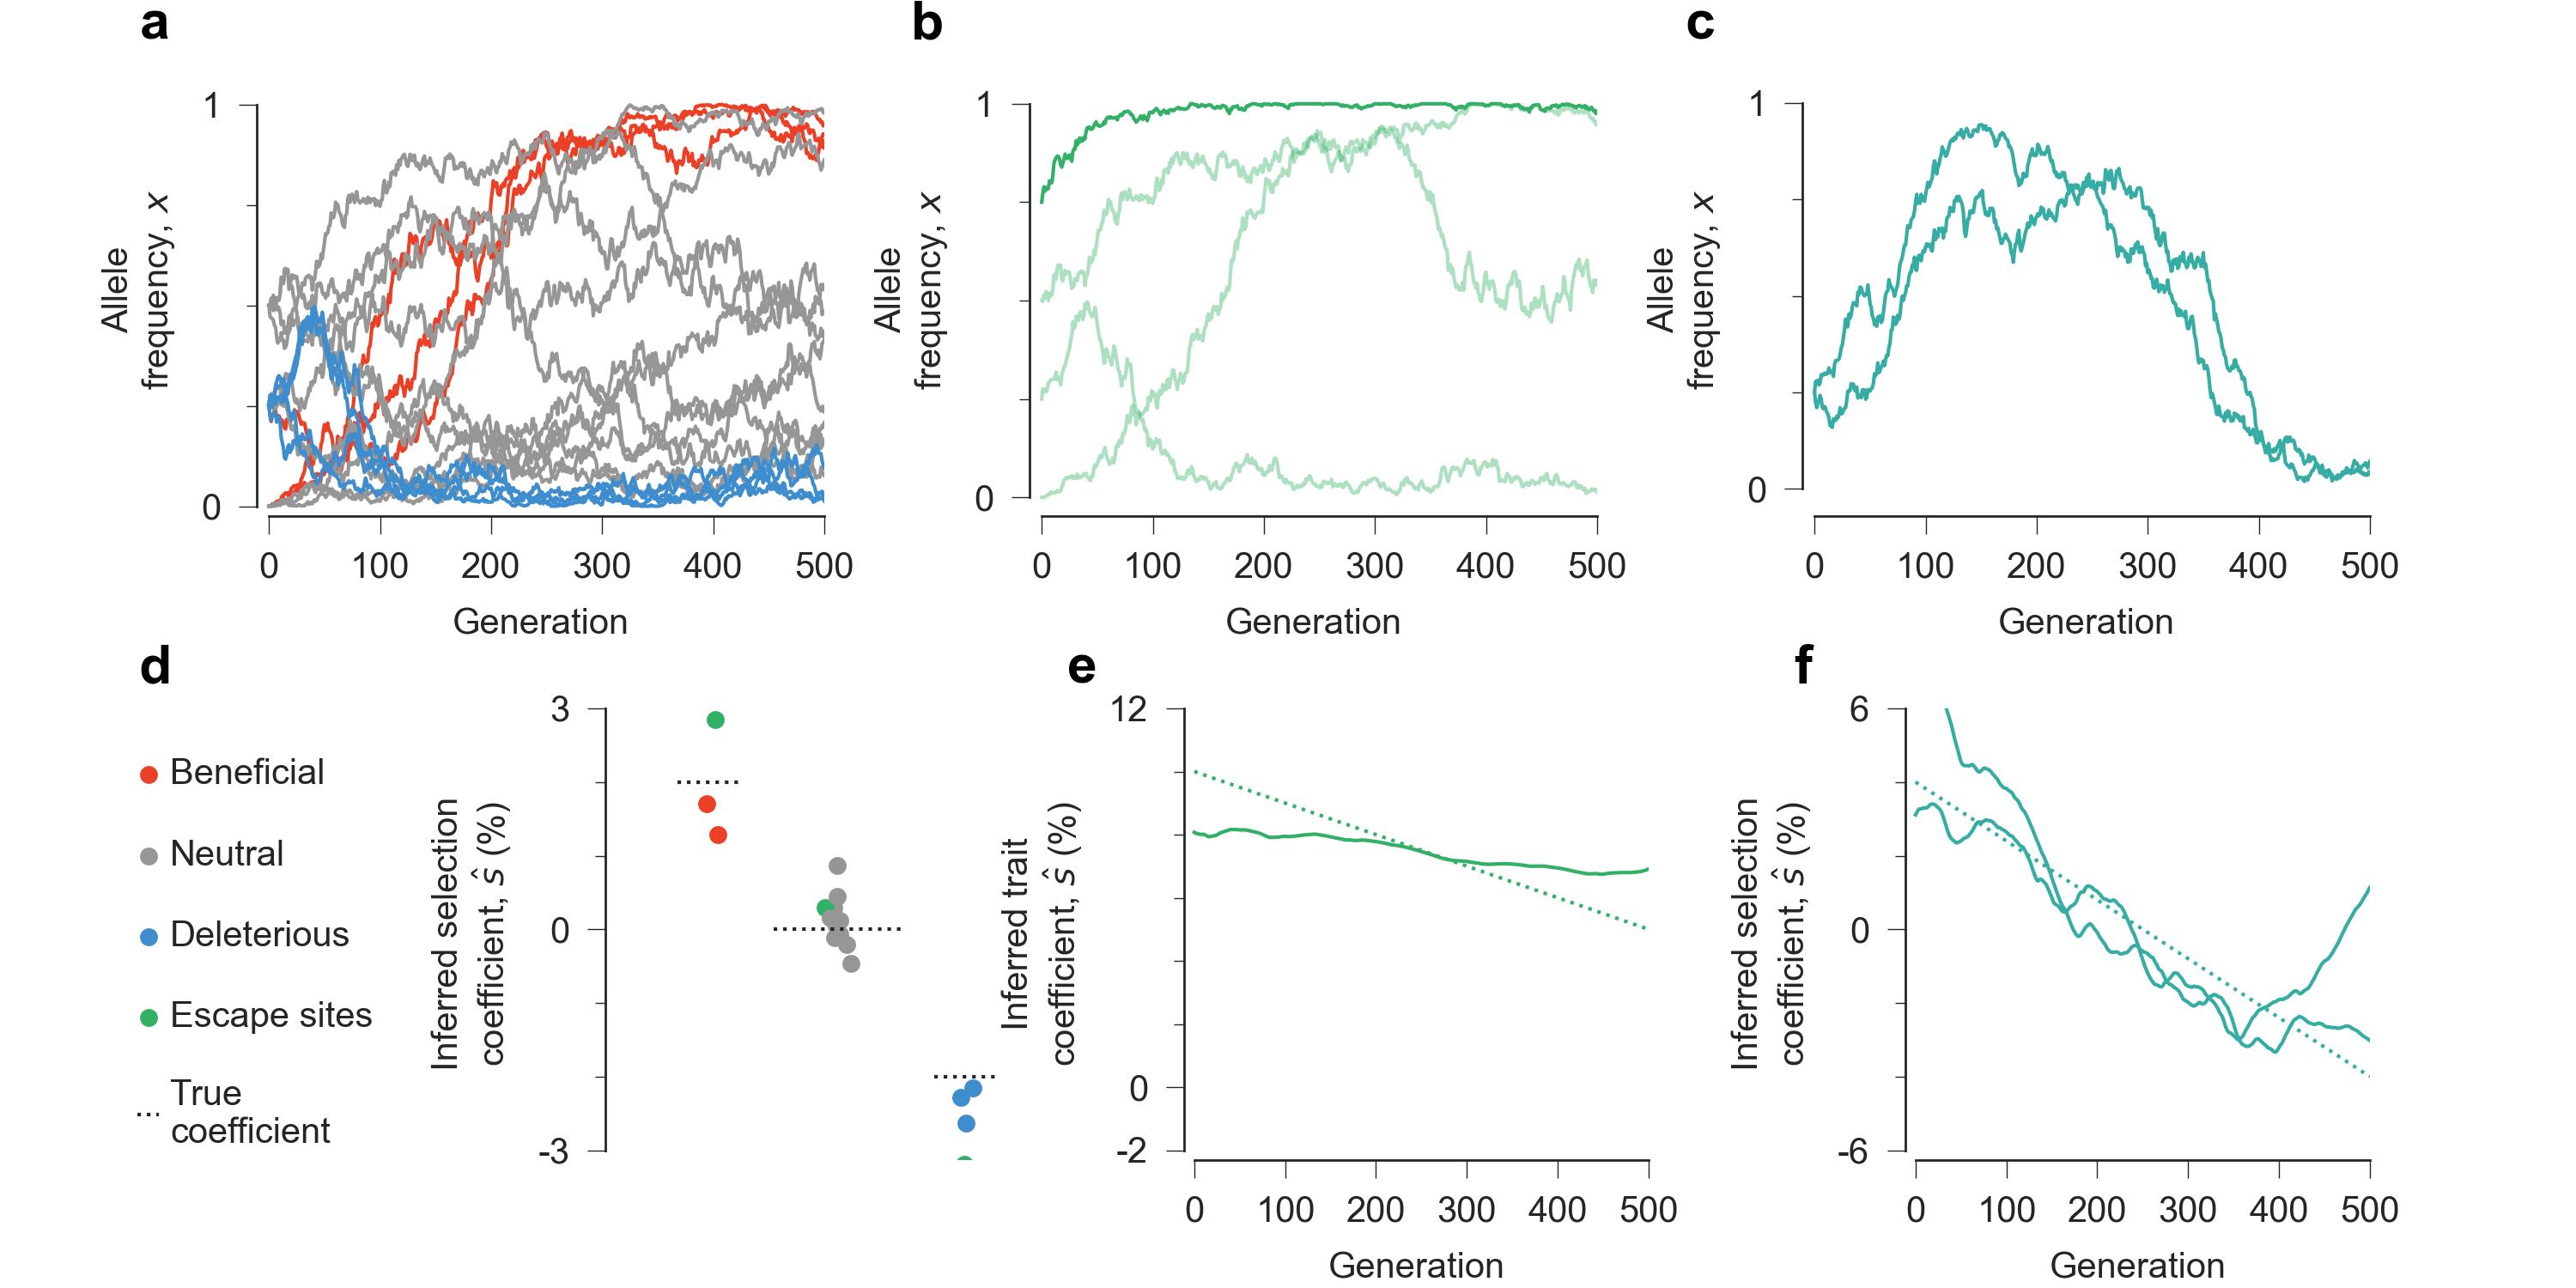 a
b
c
1
0
Allele
frequency, x
0 100 200 300 400 500
Generation
1
0
Allele
frequency, x
0 100 200 300 400 500
Generation
1
0
Allele
frequency, x
0 100 200 300 400 500
Generation
d
e
f
Beneficial
Neutral
Deleterious
Escape sites
True
coefficient
3
0
-3
Inferred selection
coefficient, ŝ (%)
12
0
-2
Inferred trait
coefficient, ŝ (%)
0 100 200 300 400 500
Generation
6
0
-6
Inferred selection
coefficient, ŝ (%)
0 100 200 300 400 500
Generation